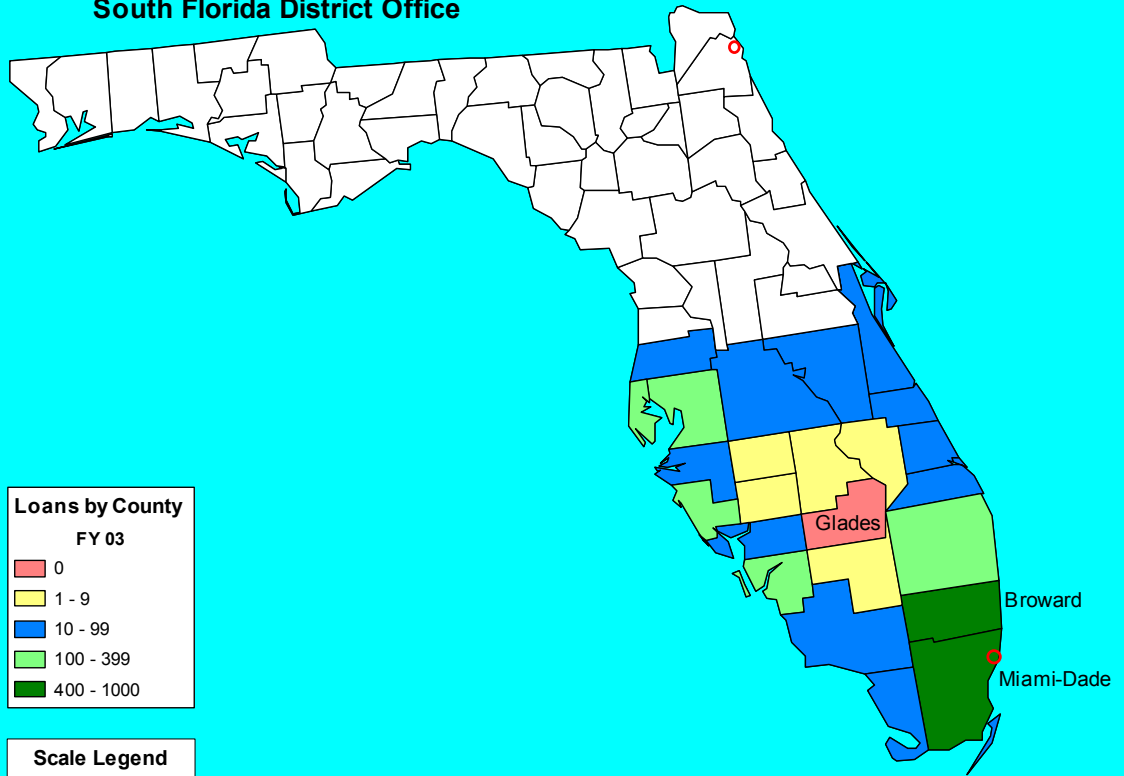 South Florida District Office
Loans by County
FY 03
0
1 - 9
10 - 99
100 - 399
400 - 1000
Scale Legend
Glades
Broward
Miami-Dade